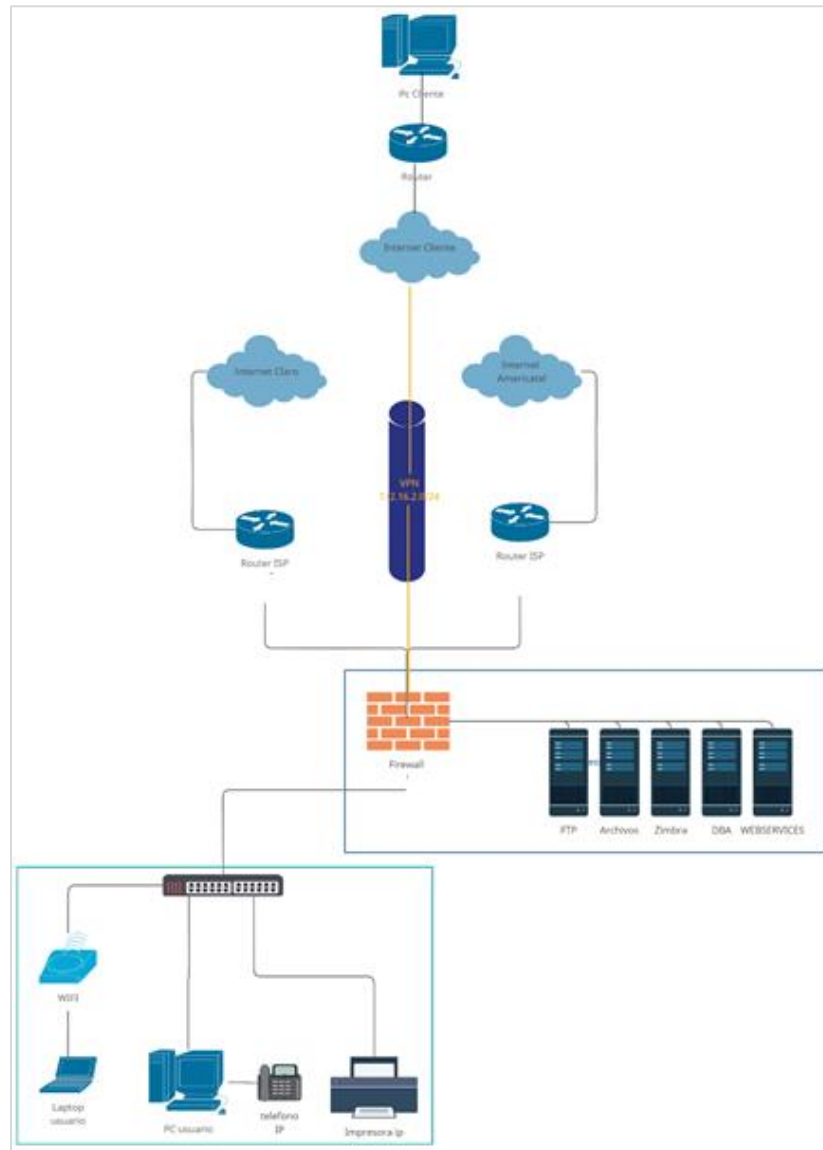 Pc Cliente
Router
Internet Cliente
Internet Claro
Internet
Americatel
VPN
Router ISP
Router ISP
Firewall
FTP
Archivos
Zimbra
DBA
WEBSERVICES
WIFI
Laptop
usuario
PC usuario
telefono
IP
Impresora ip